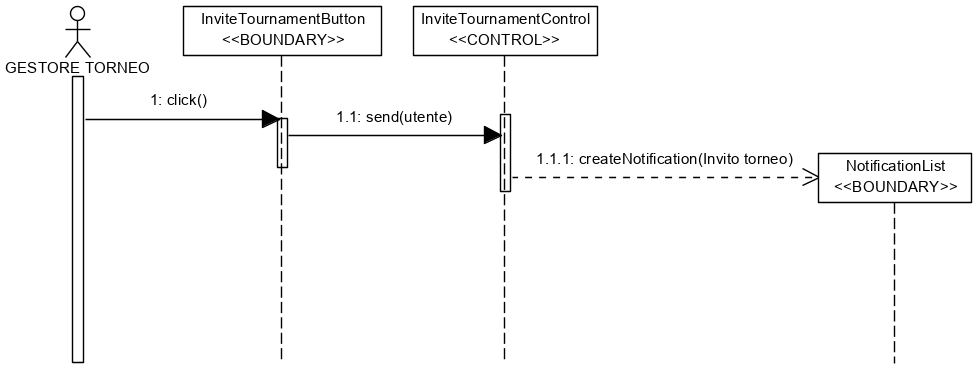 InviteTournamentButton
<<BOUNDARY>>
InviteTournamentControl
<<CONTROL>>
GESTORE TORNEO
1: click()
1.1: send(utente)
1.1.1: createNotification(Invito torneo)
NotificationList
<<BOUNDARY>>